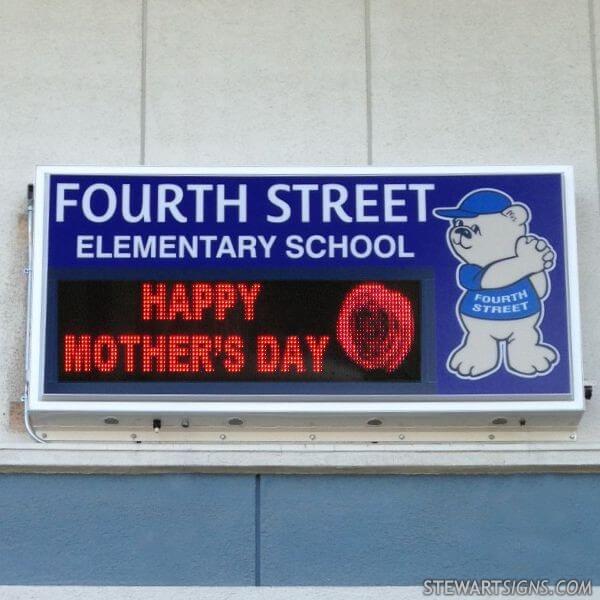 FOURTH STREET
ELEMENTARY SCHOOL
HAPPY
MOTHER'S DAY
FOURTH
STREET
STEWARTSIGNS.COM